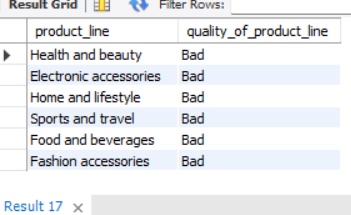 Result Grid Filter Rows:
product_line quality_of_product_line
Health and beauty Bad
Electronic accessories Bad
Home and lifestyle Bad
Sports and travel Bad
Food and beverages Bad
Fashion accessories Bad
Result 17 ×